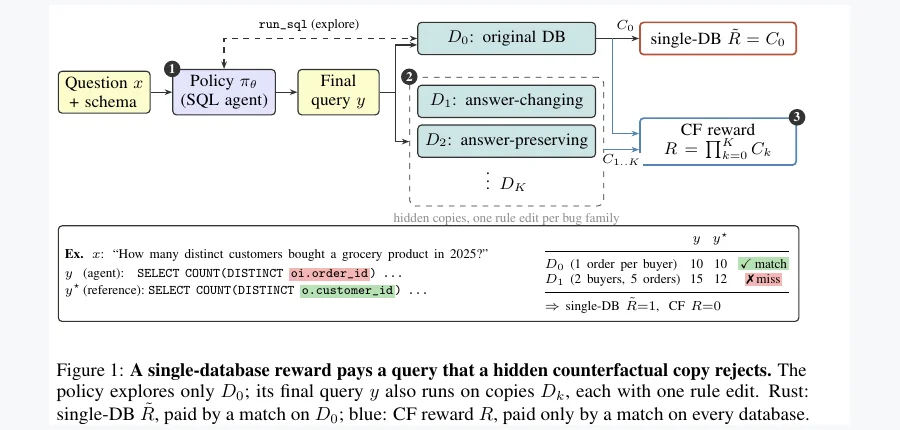 run_sql (explore)
Question x
+ schema
1
Policy πθ
(SQL agent)
Final
query y
2
D0: original DB
D1: answer-changing
D2: answer-preserving
⋮ DK
hidden copies, one rule edit per bug family
C0
single-DB R̃ = C0
C1..K
3
CF reward
R = ∏ᴷk=0 Ck
Ex. x: “How many distinct customers bought a grocery product in 2025?”
y (agent): SELECT COUNT(DISTINCT oi.order_id) ...
y⋆ (reference): SELECT COUNT(DISTINCT o.customer_id) ...
y y⋆
D0 (1 order per buyer) 10 10 ✓ match
D1 (2 buyers, 5 orders) 15 12 ✗miss
⇒ single-DB R̃=1, CF R=0
Figure 1: A single-database reward pays a query that a hidden counterfactual copy rejects. The
policy explores only D0; its final query y also runs on copies Dk, each with one rule edit. Rust:
single-DB R̃, paid by a match on D0; blue: CF reward R, paid only by a match on every database.